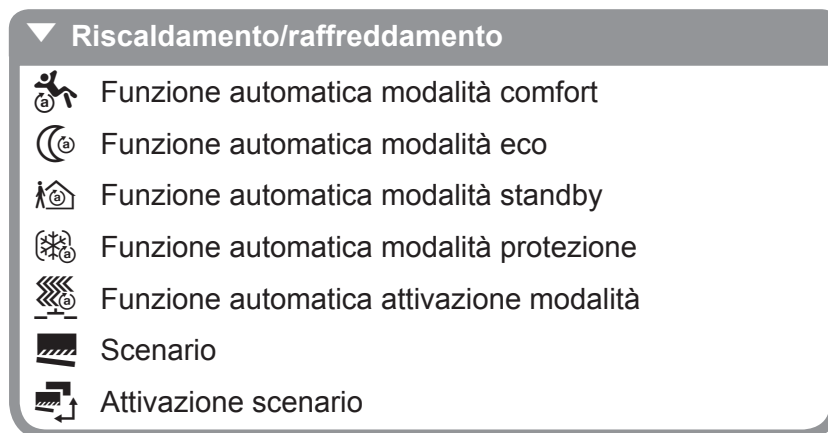 Riscaldamento/raffreddamento
Funzione automatica modalità comfort
Funzione automatica modalità eco
Funzione automatica modalità standby
Funzione automatica modalità protezione
Funzione automatica attivazione modalità
Scenario
Attivazione scenario